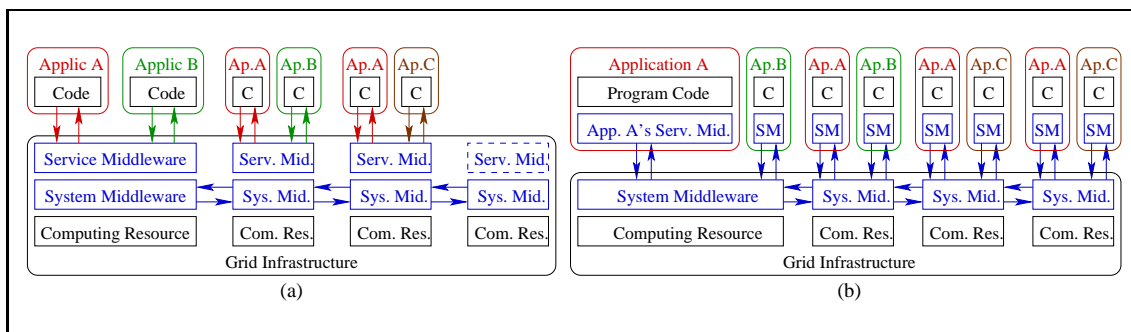 Applic A Applic B Ap.A Ap.B Ap.A Ap.C
Code Code C C C C
Service Middleware Serv. Mid. Serv. Mid. Serv. Mid.
System Middleware Sys. Mid. Sys. Mid. Sys. Mid.
Computing Resource Com. Res. Com. Res. Com. Res.
Grid Infrastructure
(a)
Application A Ap.B Ap.A Ap.B Ap.A Ap.C Ap.A Ap.C
Program Code C C C C C C C
App. A's Serv. Mid. SM SM SM SM SM SM SM
System Middleware Sys. Mid. Sys. Mid. Sys. Mid.
Computing Resource Com. Res. Com. Res. Com. Res.
Grid Infrastructure
(b)